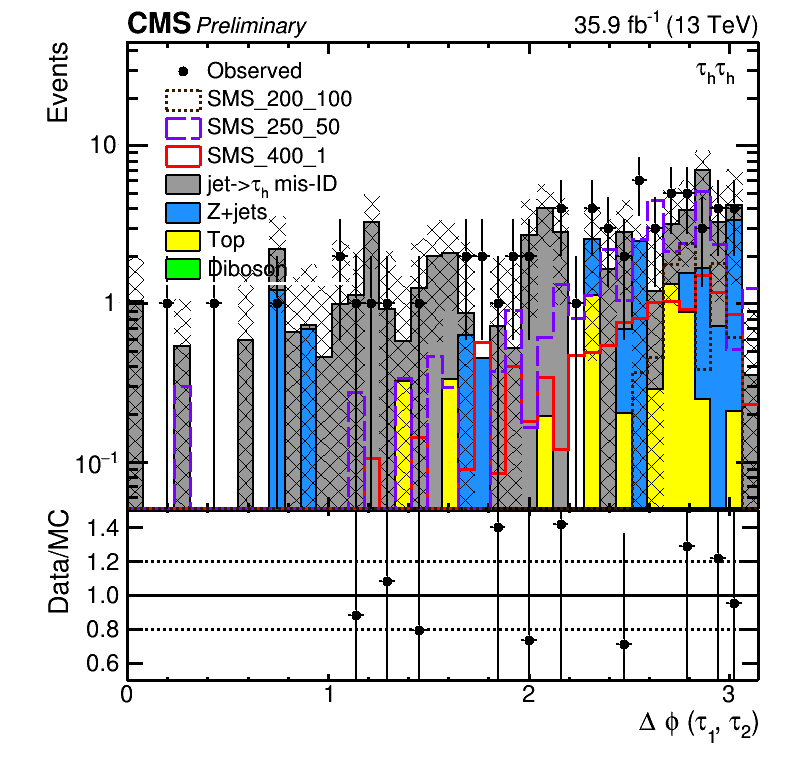 CMS Preliminary 35.9 fb⁻¹ (13 TeV)
Events
τₕτₕ
Observed
SMS_200_100
SMS_250_50
SMS_400_1
jet->τₕ mis-ID
Z+jets
Top
Diboson
10
1
10⁻¹
Data/MC
1.4
1.2
1.0
0.8
0.6
0 1 2 3
Δ ϕ (τ₁, τ₂)